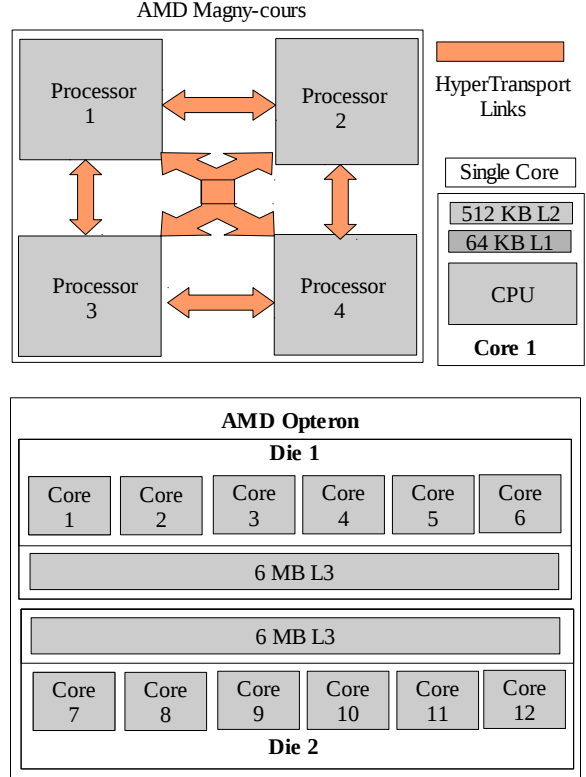 AMD Magny-cours
Processor
1
Processor
2
Processor
3
Processor
4
HyperTransport
Links
Single Core
512 KB L2
64 KB L1
CPU
Core 1
AMD Opteron
Die 1
Core
1
Core
2
Core
3
Core
4
Core
5
Core
6
6 MB L3
6 MB L3
Core
7
Core
8
Core
9
Core
10
Core
11
Core
12
Die 2